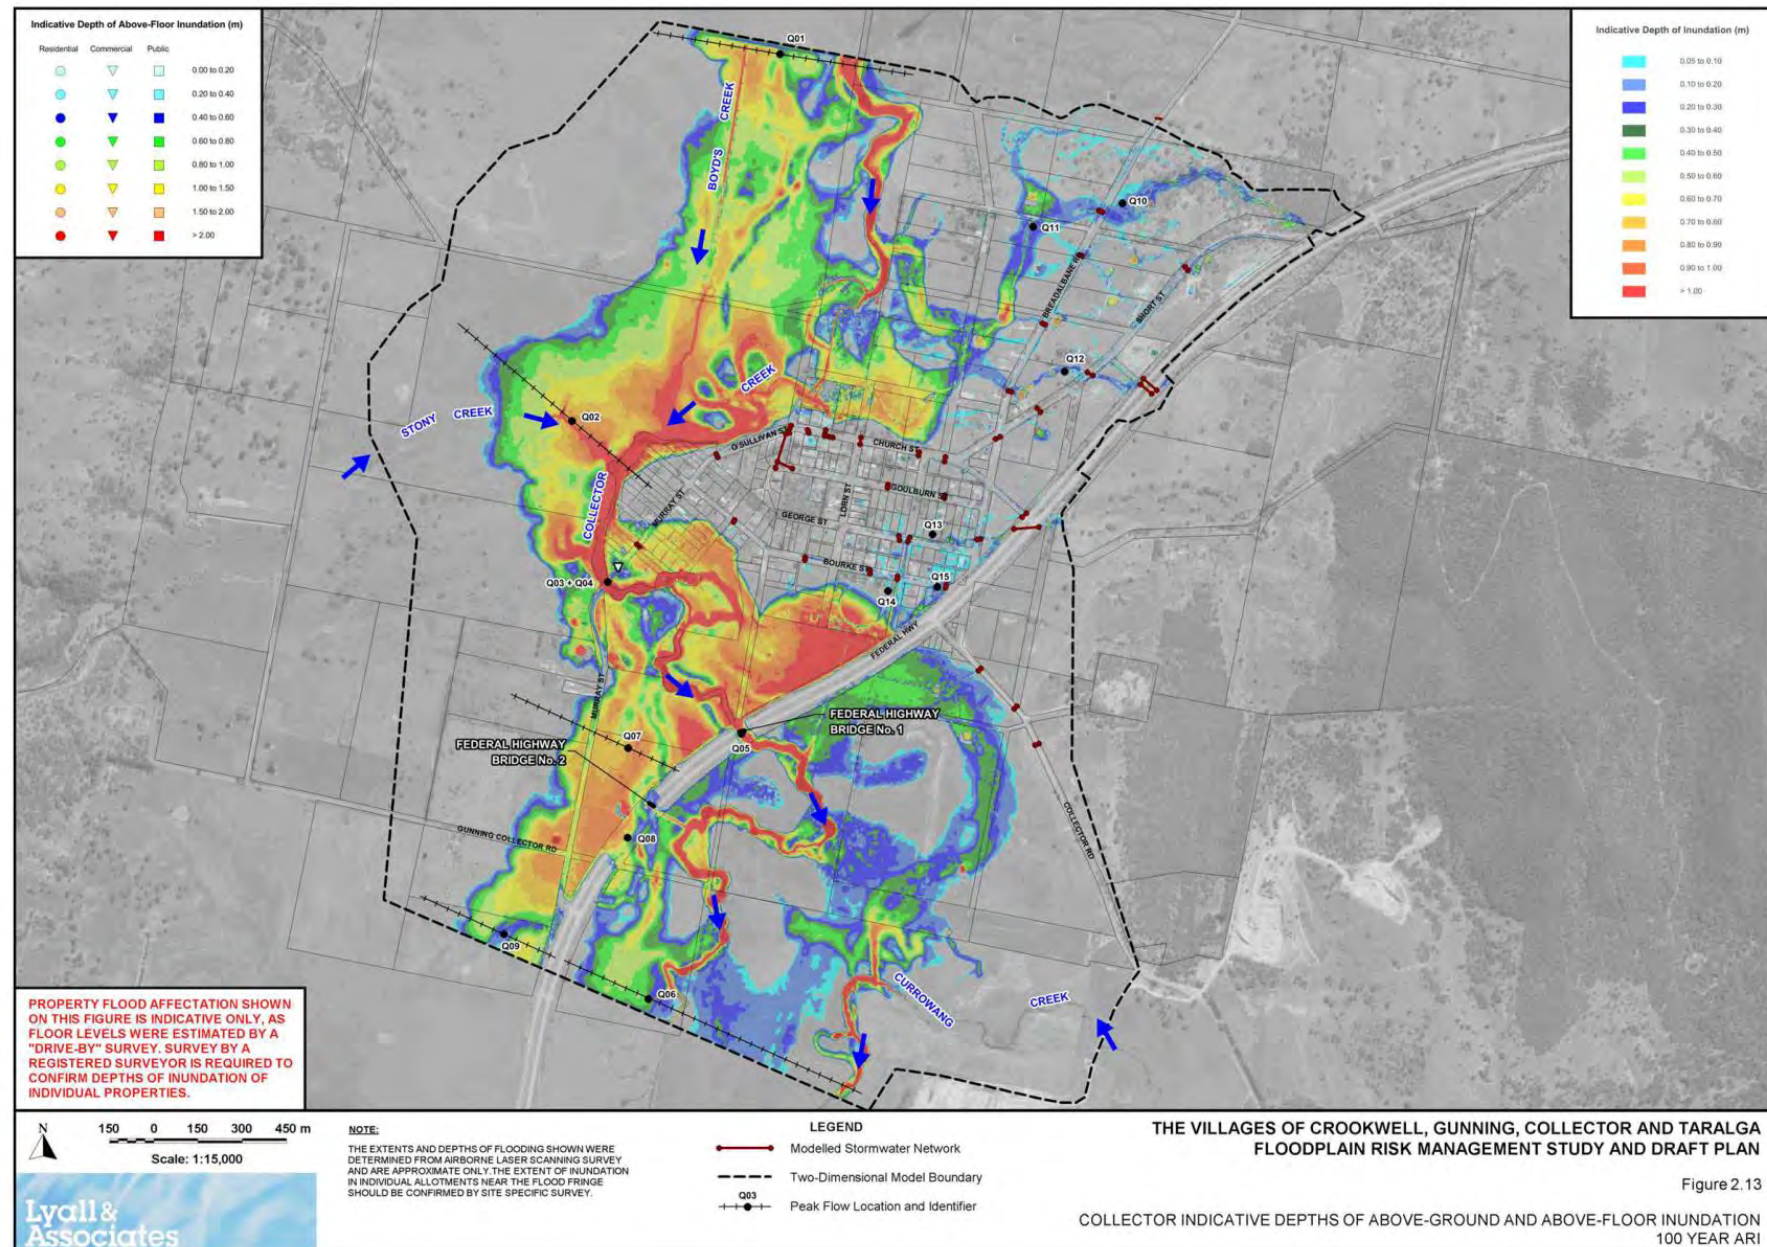 Indicative Depth of Above-Floor Inundation (m)
Residential Commercial Public
0.00 to 0.20
0.20 to 0.40
0.40 to 0.60
0.60 to 0.80
0.80 to 1.00
1.00 to 1.50
1.50 to 2.00
> 2.00
Indicative Depth of Inundation (m)
0.05 to 0.10
0.10 to 0.20
0.20 to 0.30
0.30 to 0.40
0.40 to 0.50
0.50 to 0.60
0.60 to 0.70
0.70 to 0.80
0.80 to 0.90
0.90 to 1.00
> 1.00
Q01
BOYD'S CREEK
Q10
Q11
BREADALBANE
SHORT ST
Q12
STONY CREEK
Q02
CREEK
O'SULLIVAN ST
CHURCH ST
COLLECTOR
MURRAY ST
LORN ST
GOULBURN ST
GEORGE ST
Q13
BOURKE ST
Q03 + Q04
Q14
Q15
FEDERAL HWY
MURRAY ST
FEDERAL HIGHWAY
BRIDGE No. 1
Q05
Q07
FEDERAL HIGHWAY
BRIDGE No. 2
GUNNING COLLECTOR RD
Q08
COLLECTOR RD
Q09
Q06
CURROWANG CREEK
PROPERTY FLOOD AFFECTATION SHOWN
ON THIS FIGURE IS INDICATIVE ONLY, AS
FLOOR LEVELS WERE ESTIMATED BY A
"DRIVE-BY" SURVEY. SURVEY BY A
REGISTERED SURVEYOR IS REQUIRED TO
CONFIRM DEPTHS OF INUNDATION OF
INDIVIDUAL PROPERTIES.
N
150 0 150 300 450 m
Scale: 1:15,000
Lyall &
Associates
NOTE:
THE EXTENTS AND DEPTHS OF FLOODING SHOWN WERE
DETERMINED FROM AIRBORNE LASER SCANNING SURVEY
AND ARE APPROXIMATE ONLY.THE EXTENT OF INUNDATION
IN INDIVIDUAL ALLOTMENTS NEAR THE FLOOD FRINGE
SHOULD BE CONFIRMED BY SITE SPECIFIC SURVEY.
LEGEND
Modelled Stormwater Network
Two-Dimensional Model Boundary
Q03
Peak Flow Location and Identifier
THE VILLAGES OF CROOKWELL, GUNNING, COLLECTOR AND TARALGA
FLOODPLAIN RISK MANAGEMENT STUDY AND DRAFT PLAN
Figure 2.13
COLLECTOR INDICATIVE DEPTHS OF ABOVE-GROUND AND ABOVE-FLOOR INUNDATION
100 YEAR ARI